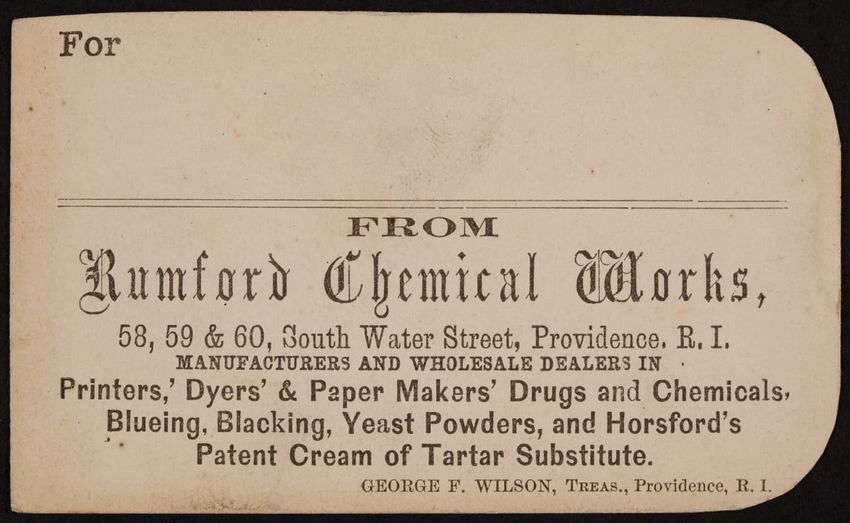 For
FROM
Rumford Chemical Works,
58, 59 & 60, South Water Street, Providence, R. I.
MANUFACTURERS AND WHOLESALE DEALERS IN
Printers,' Dyers' & Paper Makers' Drugs and Chemicals,
Blueing, Blacking, Yeast Powders, and Horsford's
Patent Cream of Tartar Substitute.
GEORGE F. WILSON, TREAS., Providence, R. I.